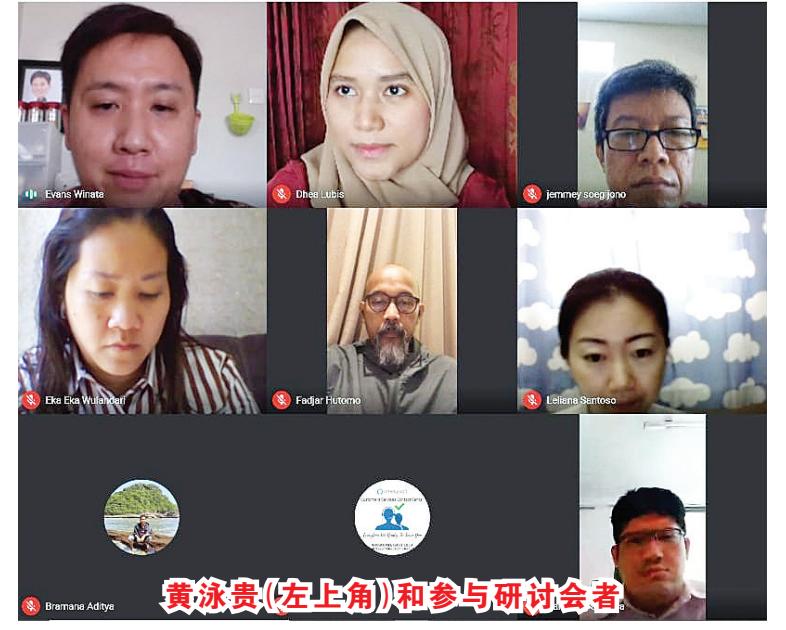 Evans Winata
Dhea Lubis
jemmey soegijono
Eka Eka Wulandari
Fadjar Hutomo
Leliana Santoso
Bramana Aditya
黄泳贵(左上角)和参与研讨会者